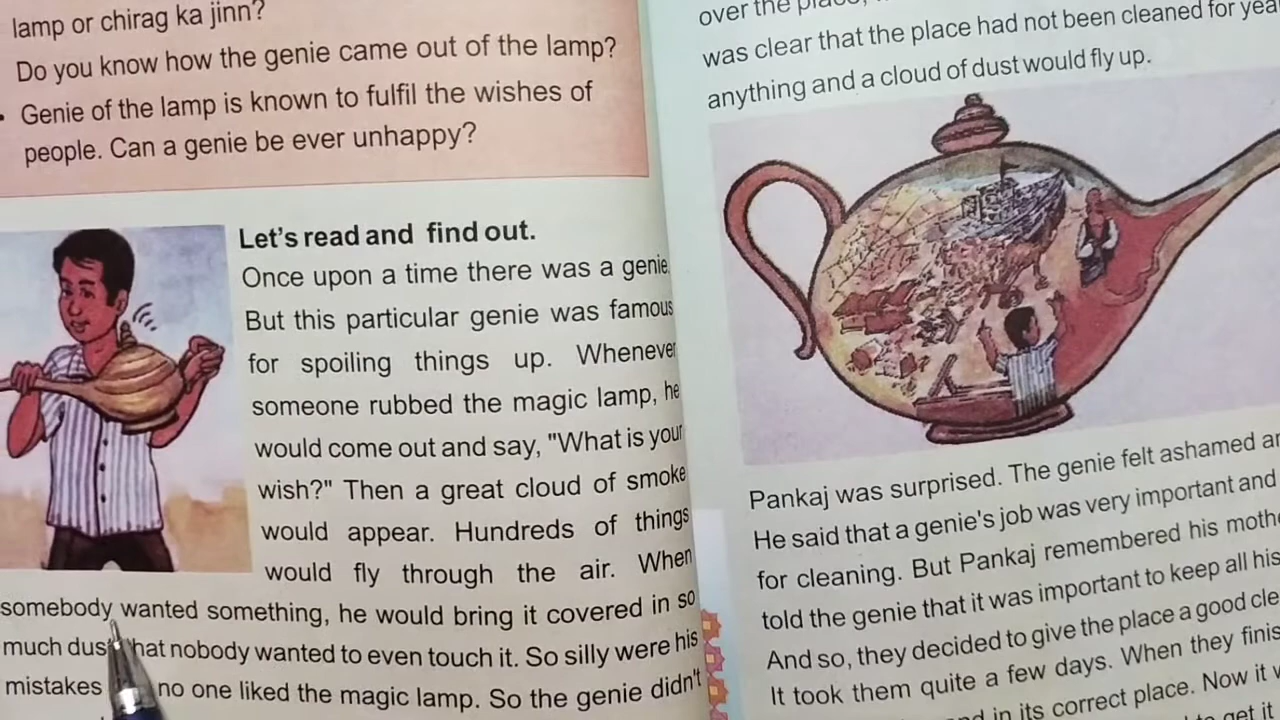 lamp or chirag ka jinn?
Do you know how the genie came out of the lamp?
Genie of the lamp is known to fulfil the wishes of
people. Can a genie be ever unhappy?
Let's read and find out.
Once upon a time there was a genie.
But this particular genie was famous
for spoiling things up. Whenever
someone rubbed the magic lamp, he
would come out and say, "What is your
wish?" Then a great cloud of smoke
would appear. Hundreds of things
would fly through the air. When
somebody wanted something, he would bring it covered in so
much dust that nobody wanted to even touch it. So silly were his
mistakes no one liked the magic lamp. So the genie didn't
over the place,
was clear that the place had not been cleaned for
anything and a cloud of dust would fly up.
Pankaj was surprised. The genie felt ashamed
He said that a genie's job was very important and
for cleaning. But Pankaj remembered his
told the genie that it was important to keep all his
And so, they decided to give the place a good
It took them quite a few days. When they
in its correct place. Now it
to get it